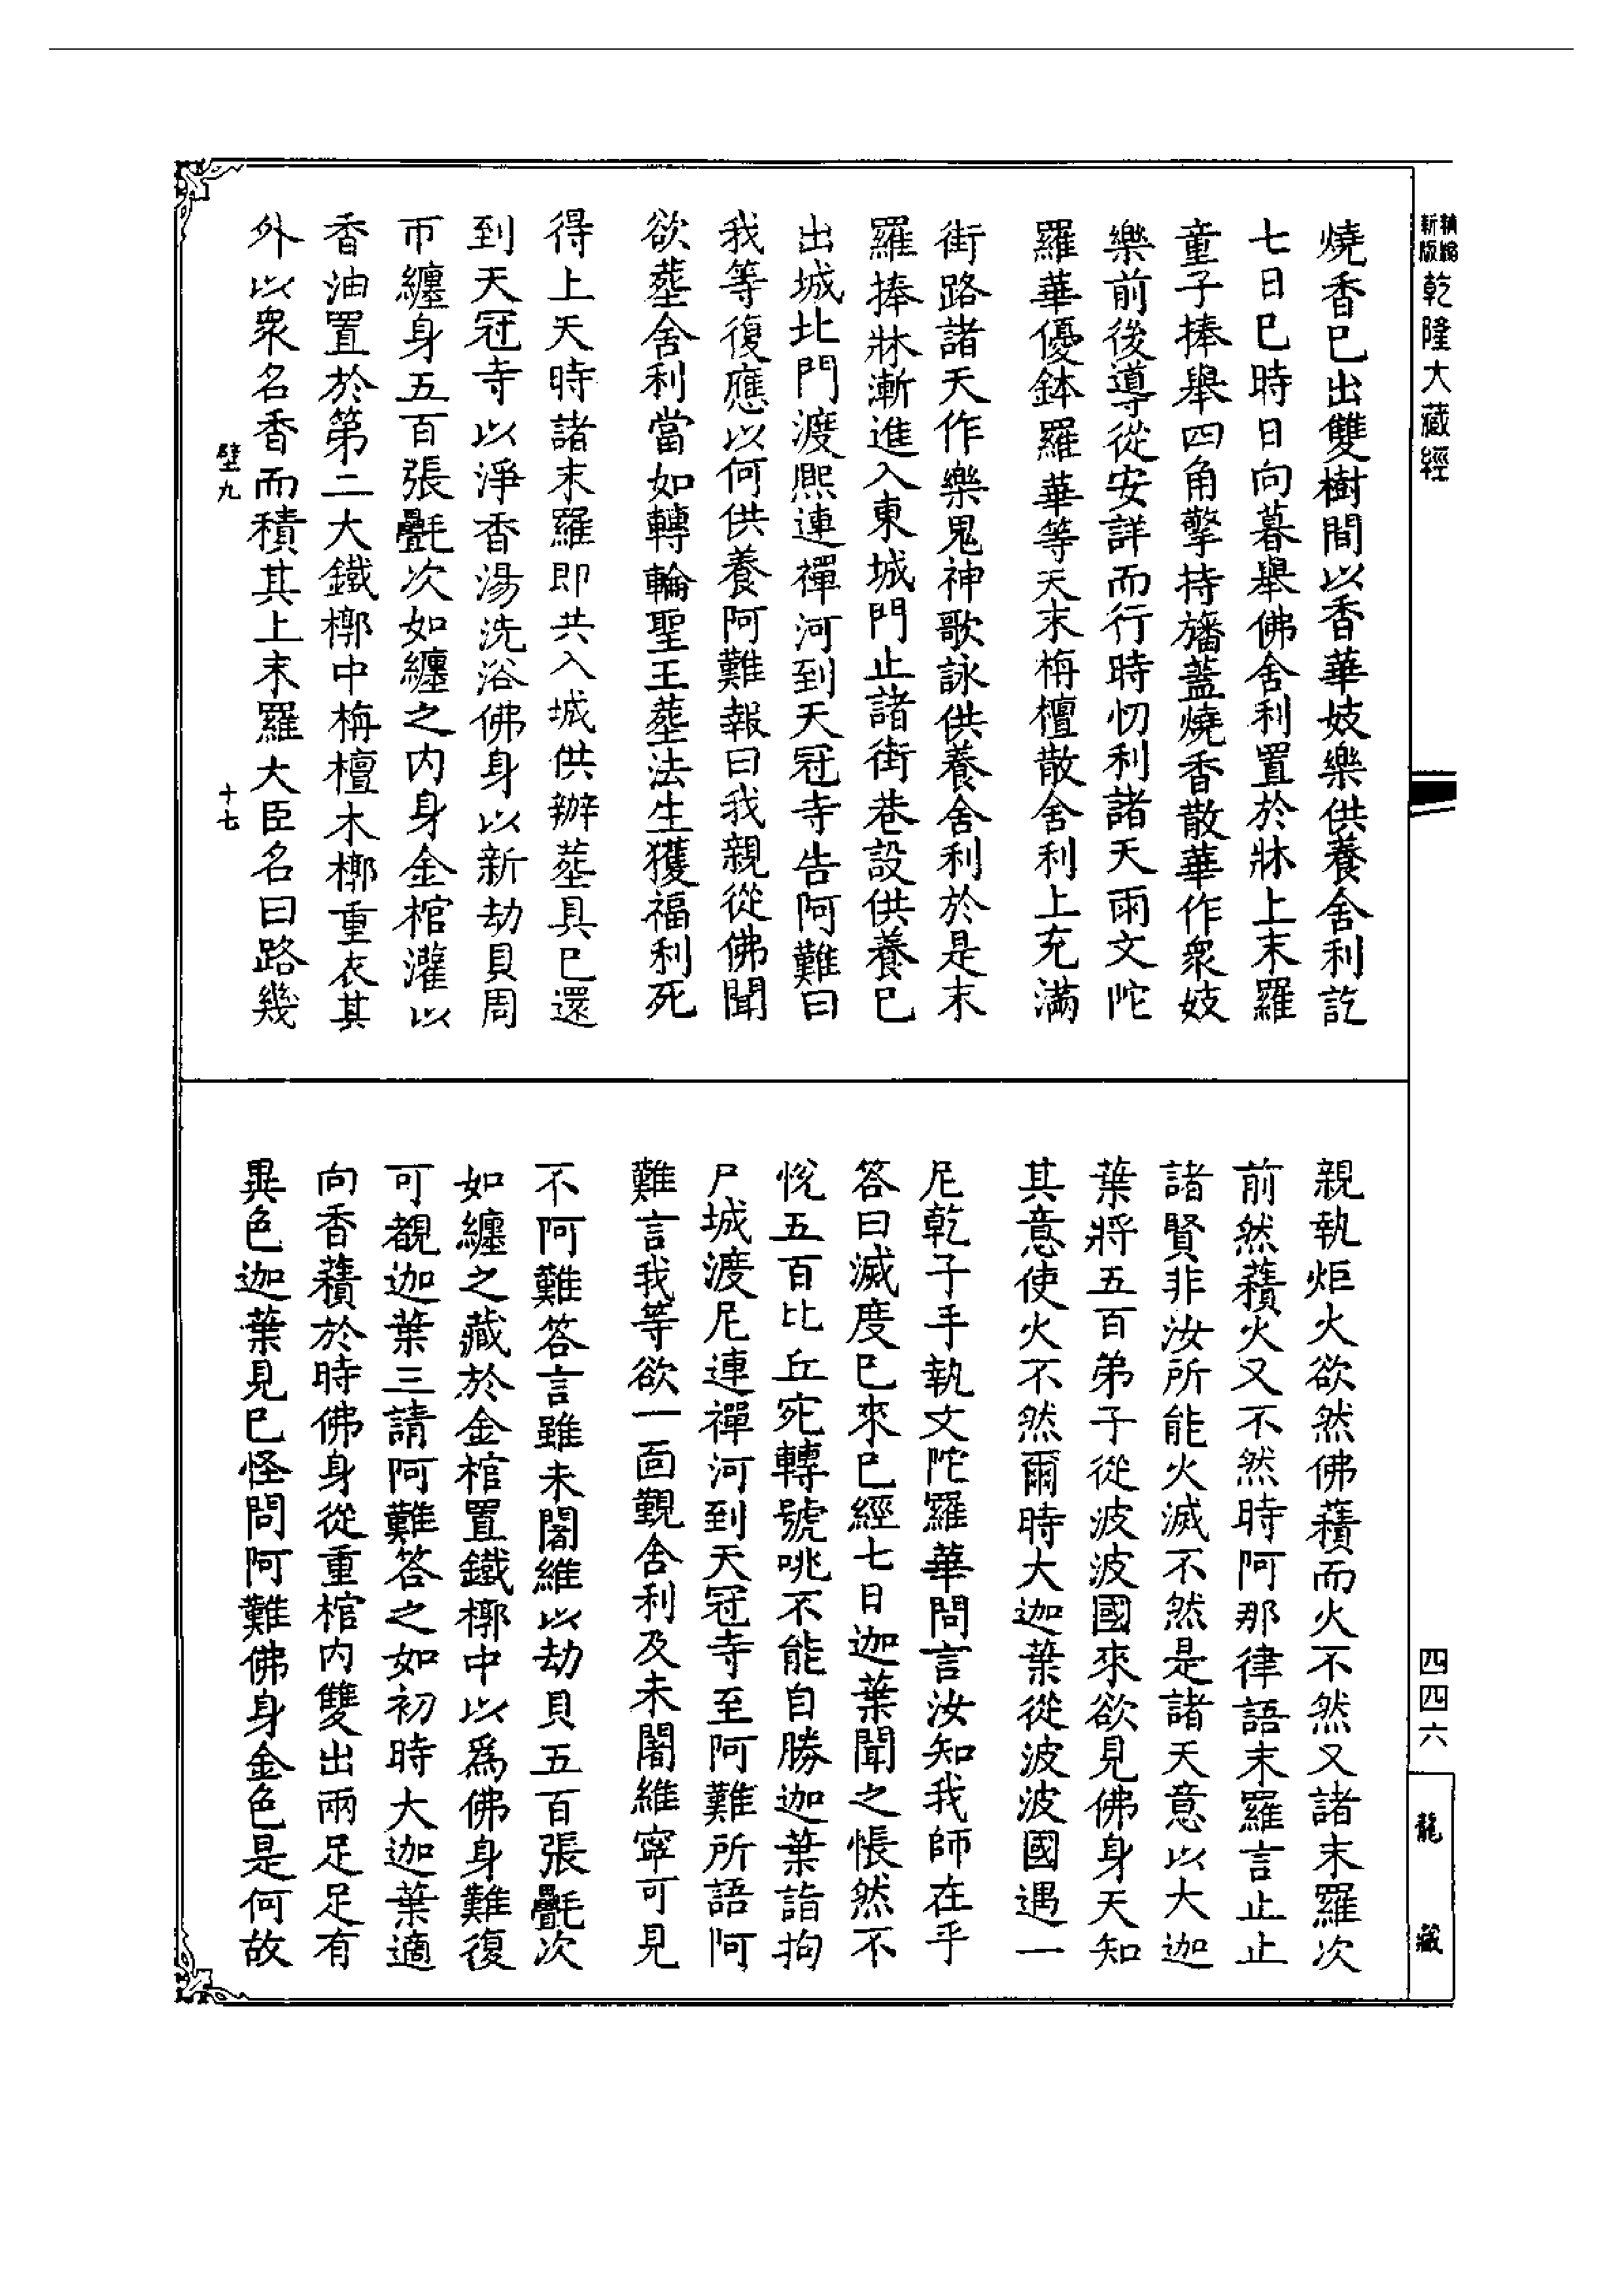 新編縮版乾隆大藏經
四四六
龍藏
燒香已出雙樹間以香華妓樂供養舍利訖
七日已時日向暮舉佛舍利置於牀上末羅
童子捧舉四角擎持旛蓋燒香散華作衆妓
樂前後導從安詳而行時忉利諸天雨文陀
羅華優鉢羅華等天末栴檀散舍利上充滿
街路諸天作樂鬼神歌詠供養舍利於是末
羅捧牀漸進入東城門止諸街巷設供養已
出城北門渡熈連禪河到天冠寺告阿難曰
我等復應以何供養阿難報曰我親從佛聞
欲塟舍利當如轉輪聖王塟法生獲福利死
得上天時諸末羅即共入城供辦塟具已還
到天冠寺以淨香湯洗浴佛身以新劫貝周
帀纏身五百張氎次如纏之内身金棺灌以
香油置於第二大鐵槨中栴檀木槨重衣其
外以衆名香而積其上末羅大臣名曰路幾
壁九
十七
親執炬火欲然佛𧂐而火不然又諸末羅次
前然𧂐火又不然時阿那律語末羅言止止
諸賢非汝所能火滅不然是諸天意以大迦
葉將五百弟子從波波國來欲見佛身天知
其意使火不然爾時大迦葉從波波國遇一
尼乾子手執文陀羅華問言汝知我師在乎
答曰滅度已來已經七日迦葉聞之悵然不
悅五百比丘宛轉號咷不能自勝迦葉詣拘
尸城渡尼連禪河到天冠寺至阿難所語阿
難言我等欲一面覲舍利及未闍維寧可見
不阿難答言雖未闍維以劫貝五百張氎次
如纏之藏於金棺置鐵槨中以爲佛身難復
可覩迦葉三請阿難答之如初時大迦葉適
向香𧂐於時佛身從重棺内雙出兩足足有
異色迦葉見已怪問阿難佛身金色是何故